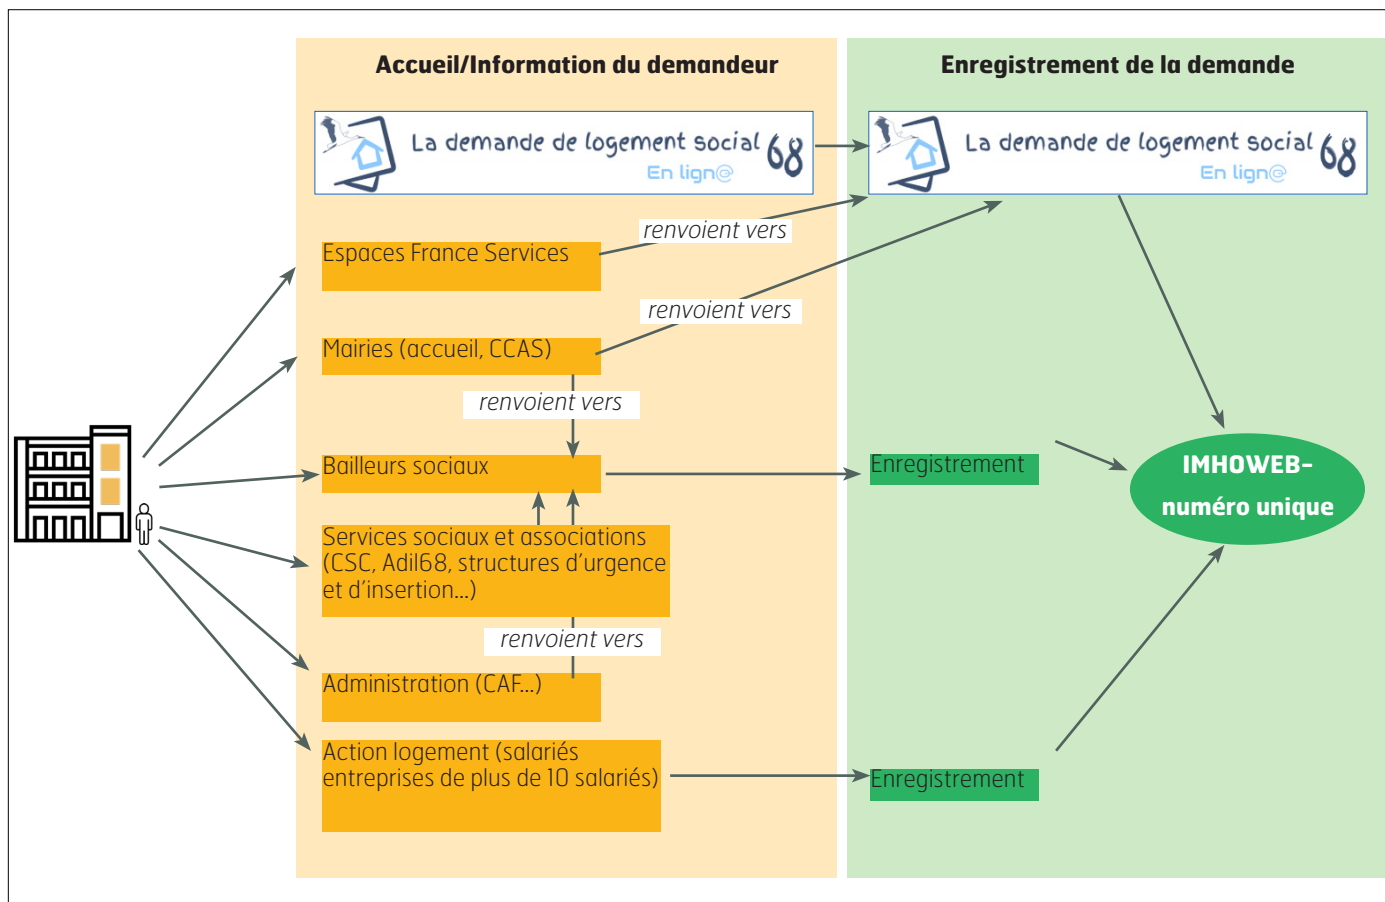 Accueil/Information du demandeur
Enregistrement de la demande
La demande de logement social 68
En lign@
La demande de logement social 68
En lign@
renvoient vers
Espaces France Services
renvoient vers
Mairies (accueil, CCAS)
renvoient vers
Bailleurs sociaux
Enregistrement
IMHOWEB-
numéro unique
Services sociaux et associations
(CSC, Adil68, structures d'urgence
et d'insertion...)
renvoient vers
Administration (CAF...)
Action logement (salariés
entreprises de plus de 10 salariés)
Enregistrement